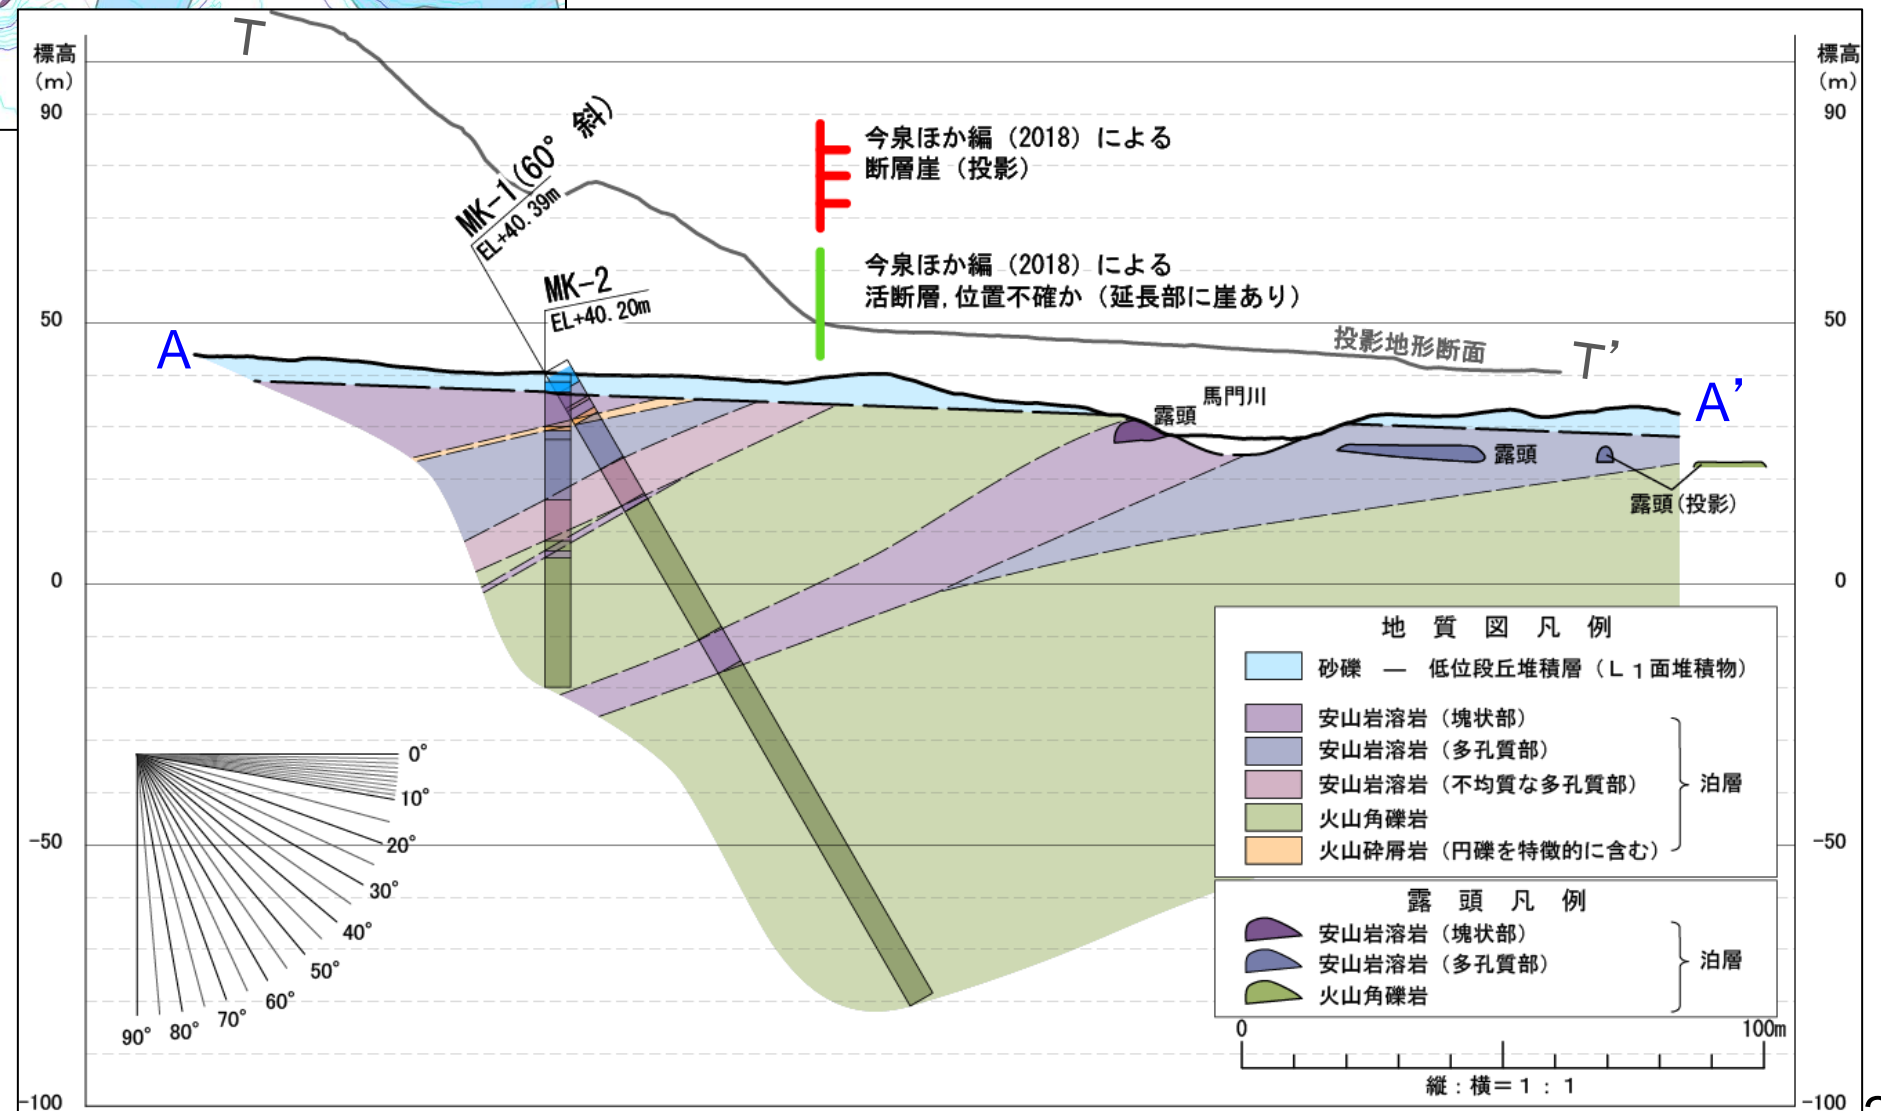 T
標高
(m)
90
50
0
-50
-100
標高
(m)
90
50
0
-50
-100
MK-1(60° 斜)
EL+40.39m
MK-2
EL+40.20m
今泉ほか編（2018）による
断層崖（投影）
今泉ほか編（2018）による
活断層,位置不確か（延長部に崖あり）
投影地形断面
T’
A
A’
馬門川
露頭
露頭
露頭(投影)
地 質 図 凡 例
砂礫 ― 低位段丘堆積層（Ｌ１面堆積物）
安山岩溶岩（塊状部）
安山岩溶岩（多孔質部）
安山岩溶岩（不均質な多孔質部）
火山角礫岩
火山砕屑岩（円礫を特徴的に含む）
泊層
露 頭 凡 例
安山岩溶岩（塊状部）
安山岩溶岩（多孔質部）
火山角礫岩
泊層
0°
10°
20°
30°
40°
50°
60°
70°
80°
90°
0
100m
縦：横＝１：１